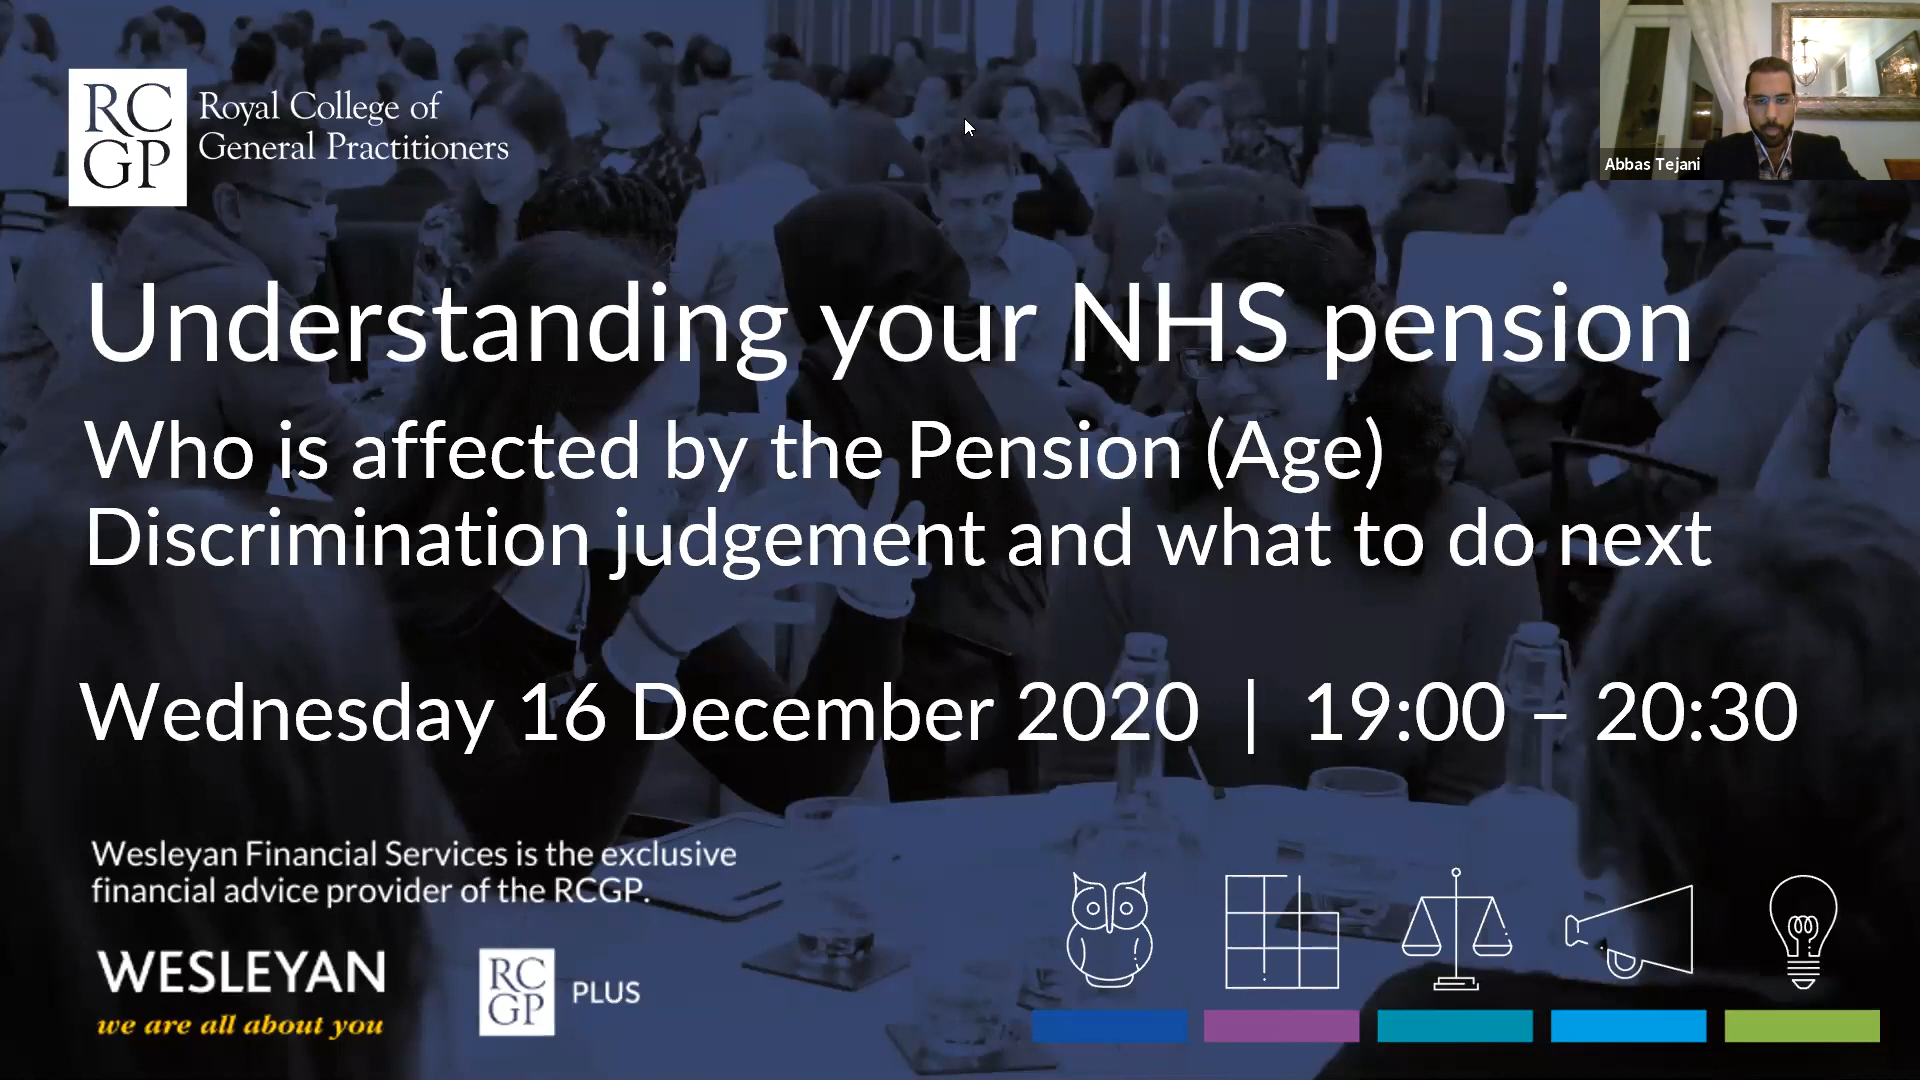 RC
GP
Royal College of
General Practitioners
Abbas Tejani
Understanding your NHS pension
Who is affected by the Pension (Age)
Discrimination judgement and what to do next
Wednesday 16 December 2020 | 19:00 – 20:30
Wesleyan Financial Services is the exclusive
financial advice provider of the RCGP.
WESLEYAN
we are all about you
RC
GP
PLUS